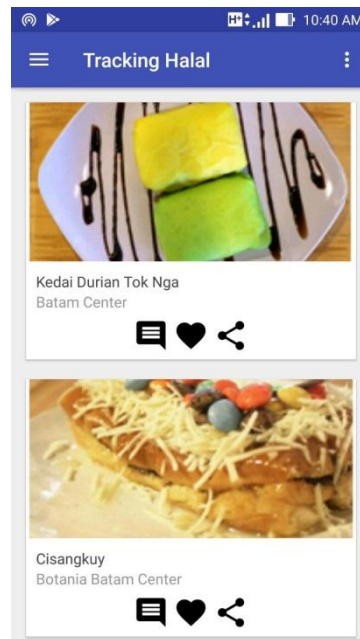 H+ 10:40 AM
Tracking Halal
Kedai Durian Tok Nga
Batam Center
Cisangkuy
Botania Batam Center